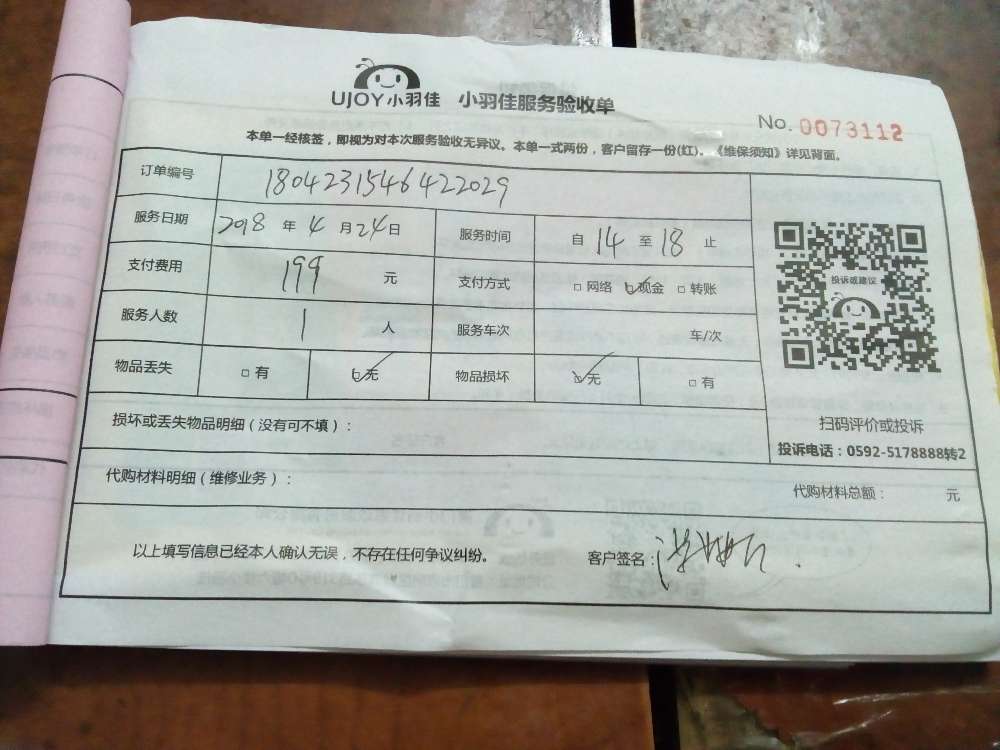 UJOY小羽佳 小羽佳服务验收单
No. 0073112
本单一经核签，即视为对本次服务验收无异议。本单一式两份，客户留存一份(红)。《维保须知》详见背面。
订单编号 1804231546422029
服务日期 2018 年 4 月 24 日 服务时间 自 14 至 18 止
支付费用 199 元 支付方式 □ 网络 ☑ 现金 □ 转账
服务人数 1 人 服务车次 车/次
物品丢失 □ 有 ☑ 无 物品损坏 ☑ 无 □ 有
投诉或建议
扫码评价或投诉
投诉电话：0592-5178888转2
损坏或丢失物品明细（没有可不填）：
代购材料明细（维修业务）：
代购材料总额： 元
以上填写信息已经本人确认无误，不存在任何争议纠纷。 客户签名：